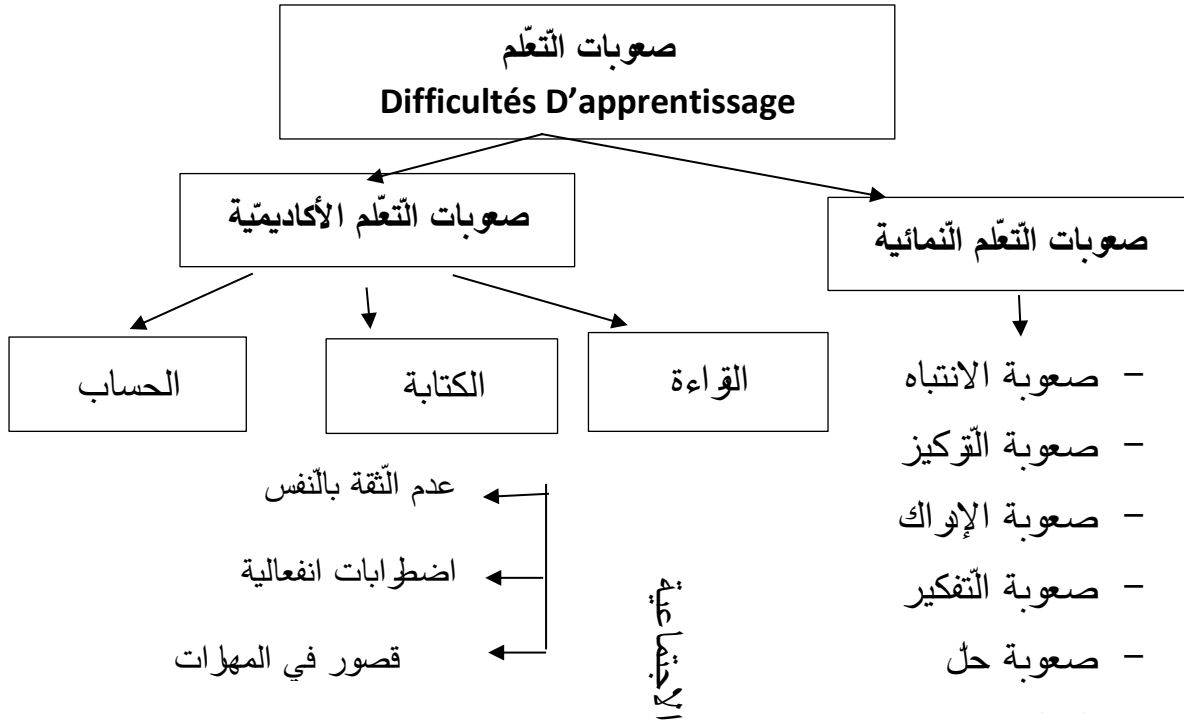 صعوبات التّعلّم
Difficultés D’apprentissage
صعوبات التّعلّم الأكاديميّة
صعوبات التّعلّم النّمائية
القراءة
الكتابة
الحساب
– صعوبة الانتباه
– صعوبة التّركيز
– صعوبة الإدراك
– صعوبة التّفكير
– صعوبة حلّ
عدم الثّقة بالنّفس
اضطرابات انفعالية
قصور في المهارات
الاجتماعية